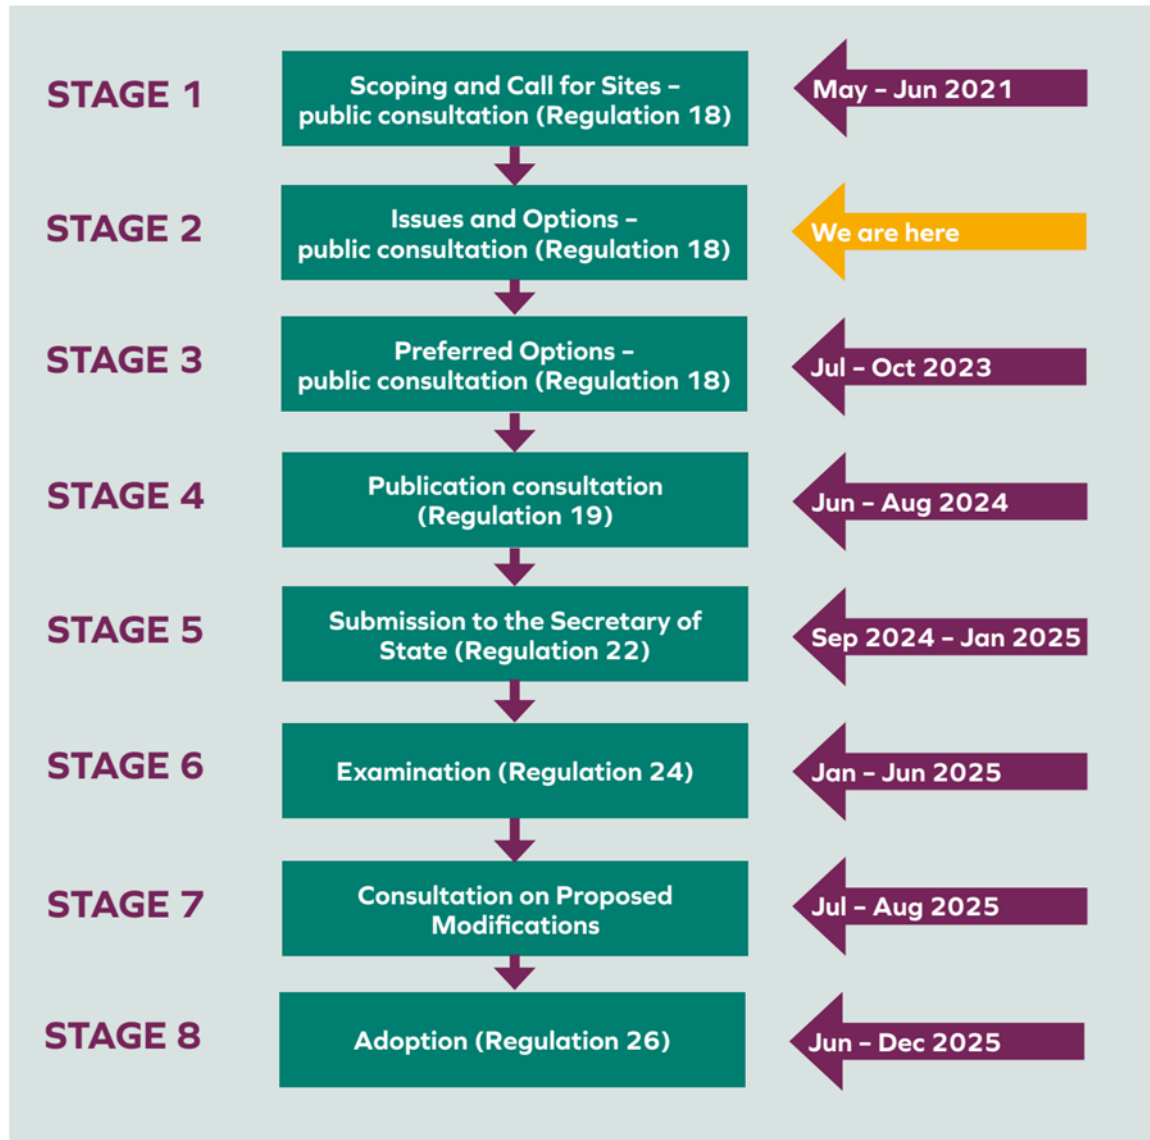 STAGE 1
Scoping and Call for Sites –
public consultation (Regulation 18)
May – Jun 2021
STAGE 2
Issues and Options –
public consultation (Regulation 18)
We are here
STAGE 3
Preferred Options –
public consultation (Regulation 18)
Jul – Oct 2023
STAGE 4
Publication consultation
(Regulation 19)
Jun – Aug 2024
STAGE 5
Submission to the Secretary of
State (Regulation 22)
Sep 2024 – Jan 2025
STAGE 6
Examination (Regulation 24)
Jan – Jun 2025
STAGE 7
Consultation on Proposed
Modifications
Jul – Aug 2025
STAGE 8
Adoption (Regulation 26)
Jun – Dec 2025